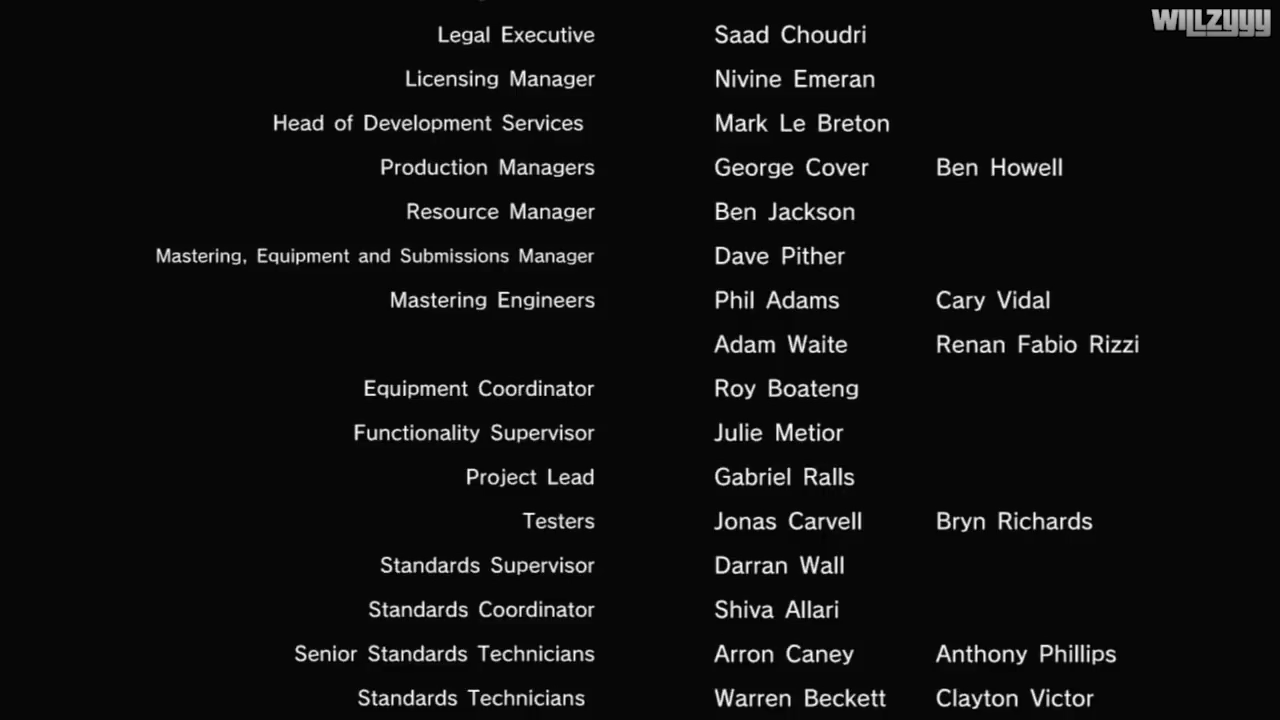 WILLZYYY
Legal Executive Saad Choudri
Licensing Manager Nivine Emeran
Head of Development Services Mark Le Breton
Production Managers George Cover Ben Howell
Resource Manager Ben Jackson
Mastering, Equipment and Submissions Manager Dave Pither
Mastering Engineers Phil Adams Cary Vidal
Adam Waite Renan Fabio Rizzi
Equipment Coordinator Roy Boateng
Functionality Supervisor Julie Metior
Project Lead Gabriel Ralls
Testers Jonas Carvell Bryn Richards
Standards Supervisor Darran Wall
Standards Coordinator Shiva Allari
Senior Standards Technicians Arron Caney Anthony Phillips
Standards Technicians Warren Beckett Clayton Victor